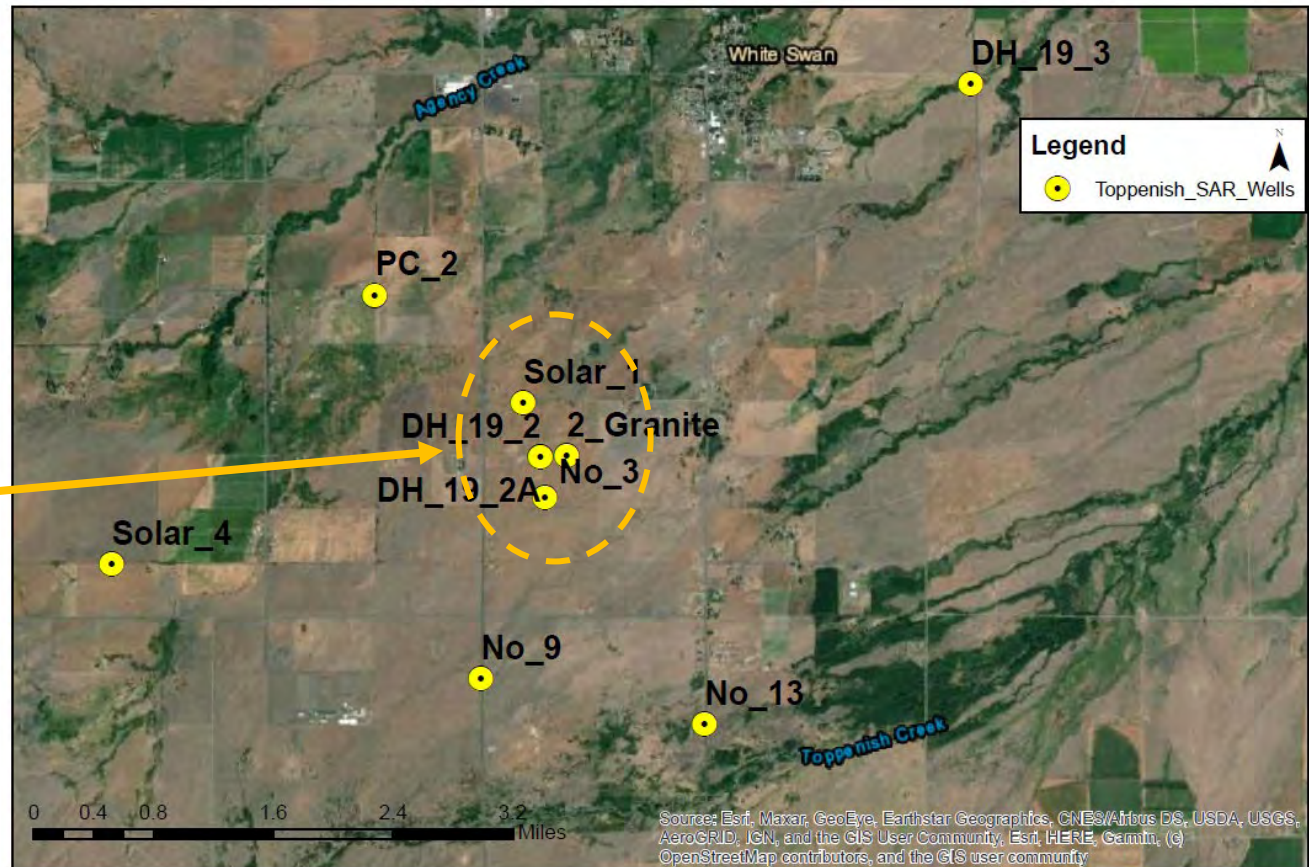 White Swan
DH_19_3
Agency Creek
Legend
N
Toppenish_SAR_Wells
PC_2
Solar_1
DH_19_2
2_Granite
No_3
DH_19_2A
Solar_4
No_9
No_13
Toppenish Creek
0 0.4 0.8 1.6 2.4 3.2
Miles
Source: Esri, Maxar, GeoEye, Earthstar Geographics, CNES/Airbus DS, USDA, USGS,
AeroGRID, IGN, and the GIS User Community, Esri, HERE, Garmin, (c)
OpenStreetMap contributors, and the GIS user community